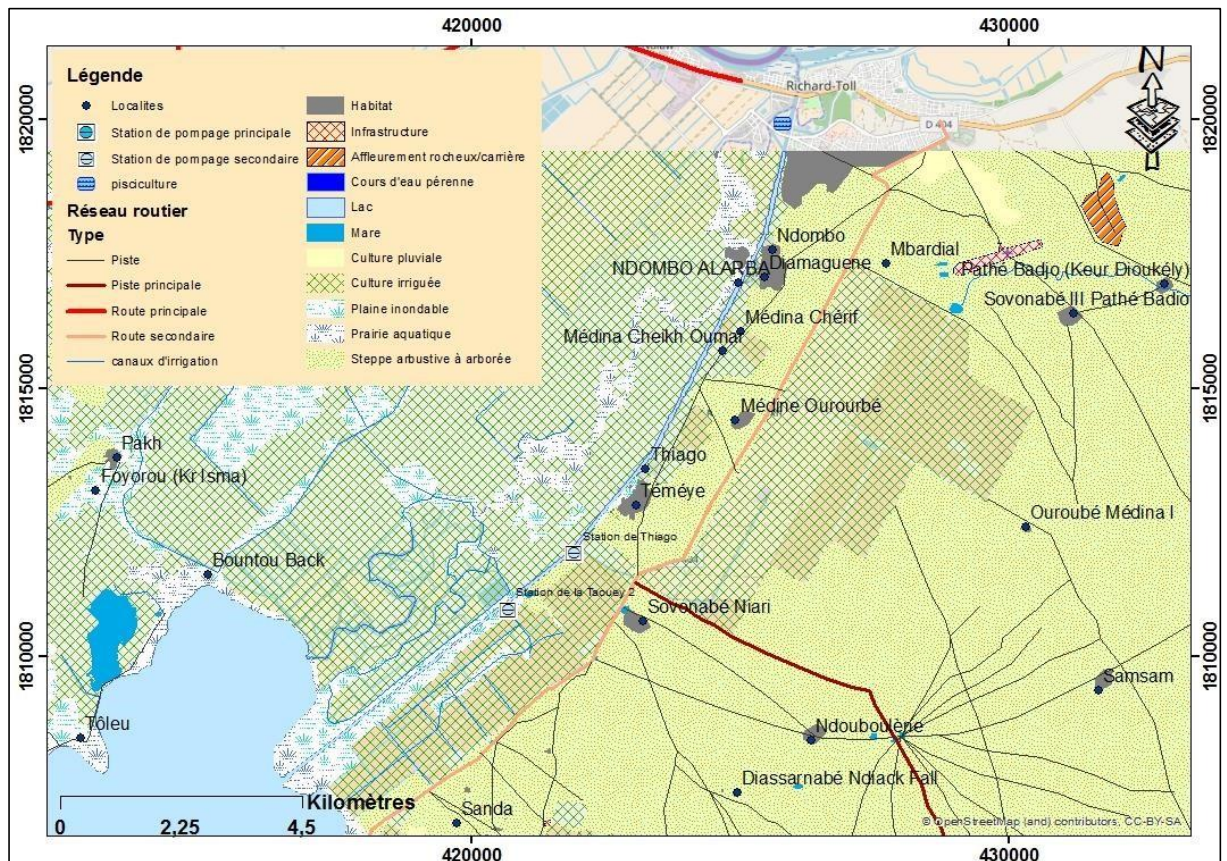 420000
430000
1820000
1815000
1810000
1820000
1815000
1810000
420000
430000
Légende
Localites
Station de pompage principale
Station de pompage secondaire
pisciculture
Réseau routier
Type
Piste
Piste principale
Route principale
Route secondaire
canaux d'irrigation
Habitat
Infrastructure
Affleurement rocheux/carrière
Cours d'eau pérenne
Lac
Mare
Culture pluviale
Culture irriguée
Plaine inondable
Prairie aquatique
Steppe arbustive à arborée
N
Richard-Toll
D 404
Ndombo
NDOMBO ALARBA
Diamaguene
Mbardial
Pathé Badjo (Keur Dioukély)
Sovonabé III Pathé Badio
Médina Chérif
Médina Cheikh Oumar
Médine Ourourbé
Pakh
Thiago
Foyorou (Kr Isma)
Téméye
Ouroubé Médina I
Station de Thiago
Bountou Back
Station de la Taouey 2
Sovonabé Niari
Samsam
Tôleu
Ndouboulène
Diassarnabé Ndiack Fall
Sanda
Kilomètres
0 2,25 4,5
© OpenStreetMap (and) contributors, CC-BY-SA